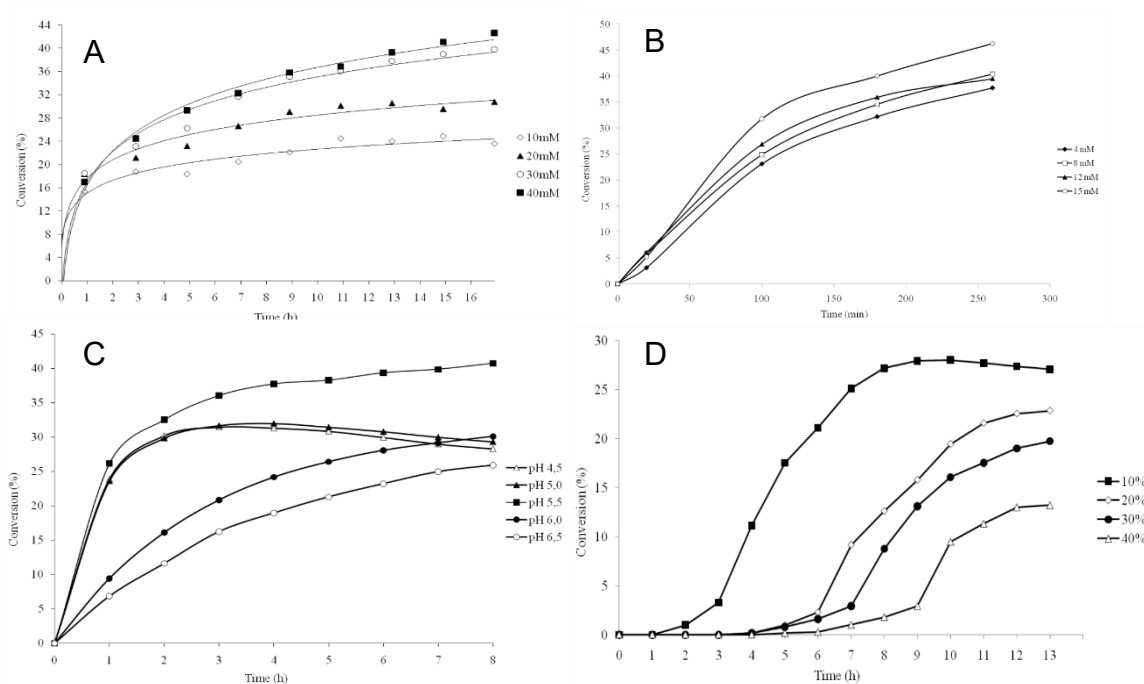 A
Conversion (%)
44
40
36
32
28
24
20
16
12
8
4
0
0 1 2 3 4 5 6 7 8 9 10 11 12 13 14 15 16
Time (h)
10mM
20mM
30mM
40mM
B
Conversion (%)
50
45
40
35
30
25
20
15
10
5
0
0 50 100 150 200 250 300
Time (min)
4 mM
8 mM
12 mM
15 mM
C
Conversion (%)
45
40
35
30
25
20
15
10
5
0
0 1 2 3 4 5 6 7 8
Time (h)
pH 4,5
pH 5,0
pH 5,5
pH 6,0
pH 6,5
D
Conversion (%)
30
25
20
15
10
5
0
0 1 2 3 4 5 6 7 8 9 10 11 12 13
Time (h)
10%
20%
30%
40%